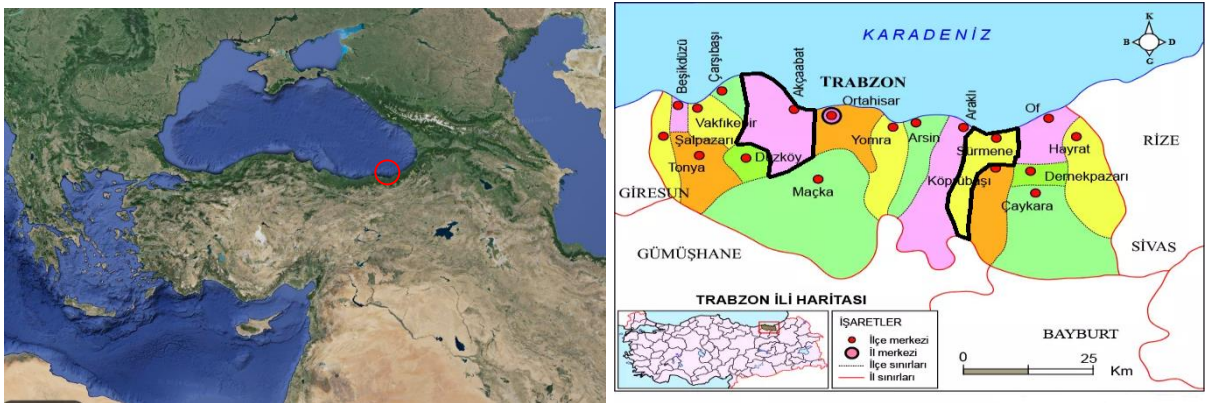 KARADENİZ
K
B
D
G
Beşikdüzü
Çarşıbaşı
Akçaabat
TRABZON
Ortahisar
Araklı
Of
Vakfıkebir
Yomra
Arsin
Sürmene
Hayrat
RİZE
Şalpazarı
Tonya
Düzköy
Maçka
Köprübaşı
Dernekpazarı
Çaykara
GİRESUN
GÜMÜŞHANE
SİVAS
BAYBURT
TRABZON İLİ HARİTASI
İŞARETLER
İlçe merkezi
İl merkezi
İlçe sınırları
İl sınırları
0 25
Km